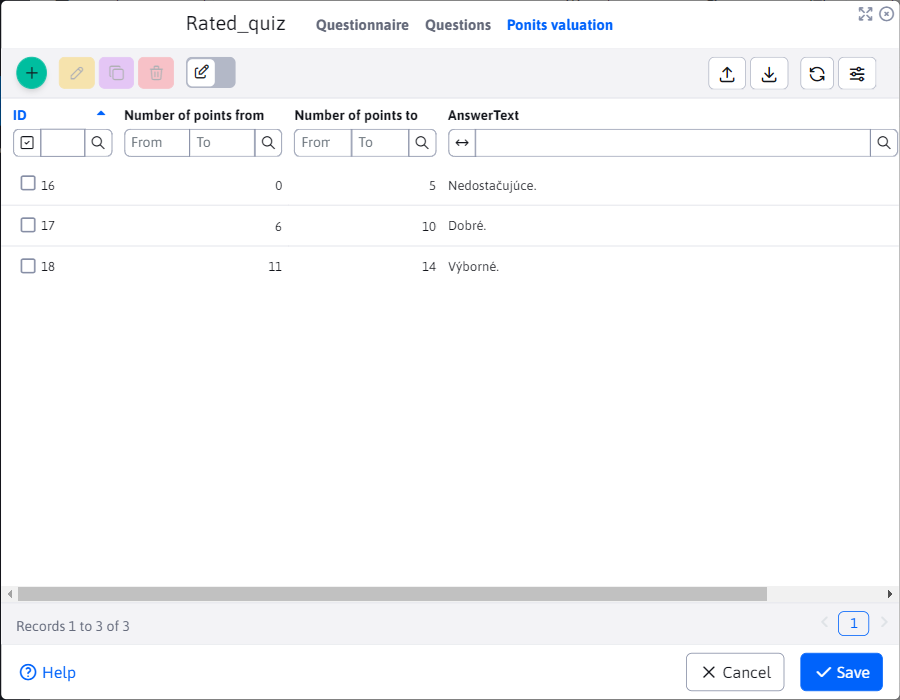 Rated_quiz Questionnaire Questions Ponits valuation
ID Number of points from Number of points to AnswerText
From To From To
16 0 5 Nedostačujúce.
17 6 10 Dobré.
18 11 14 Výborné.
Records 1 to 3 of 3 1
Help Cancel Save